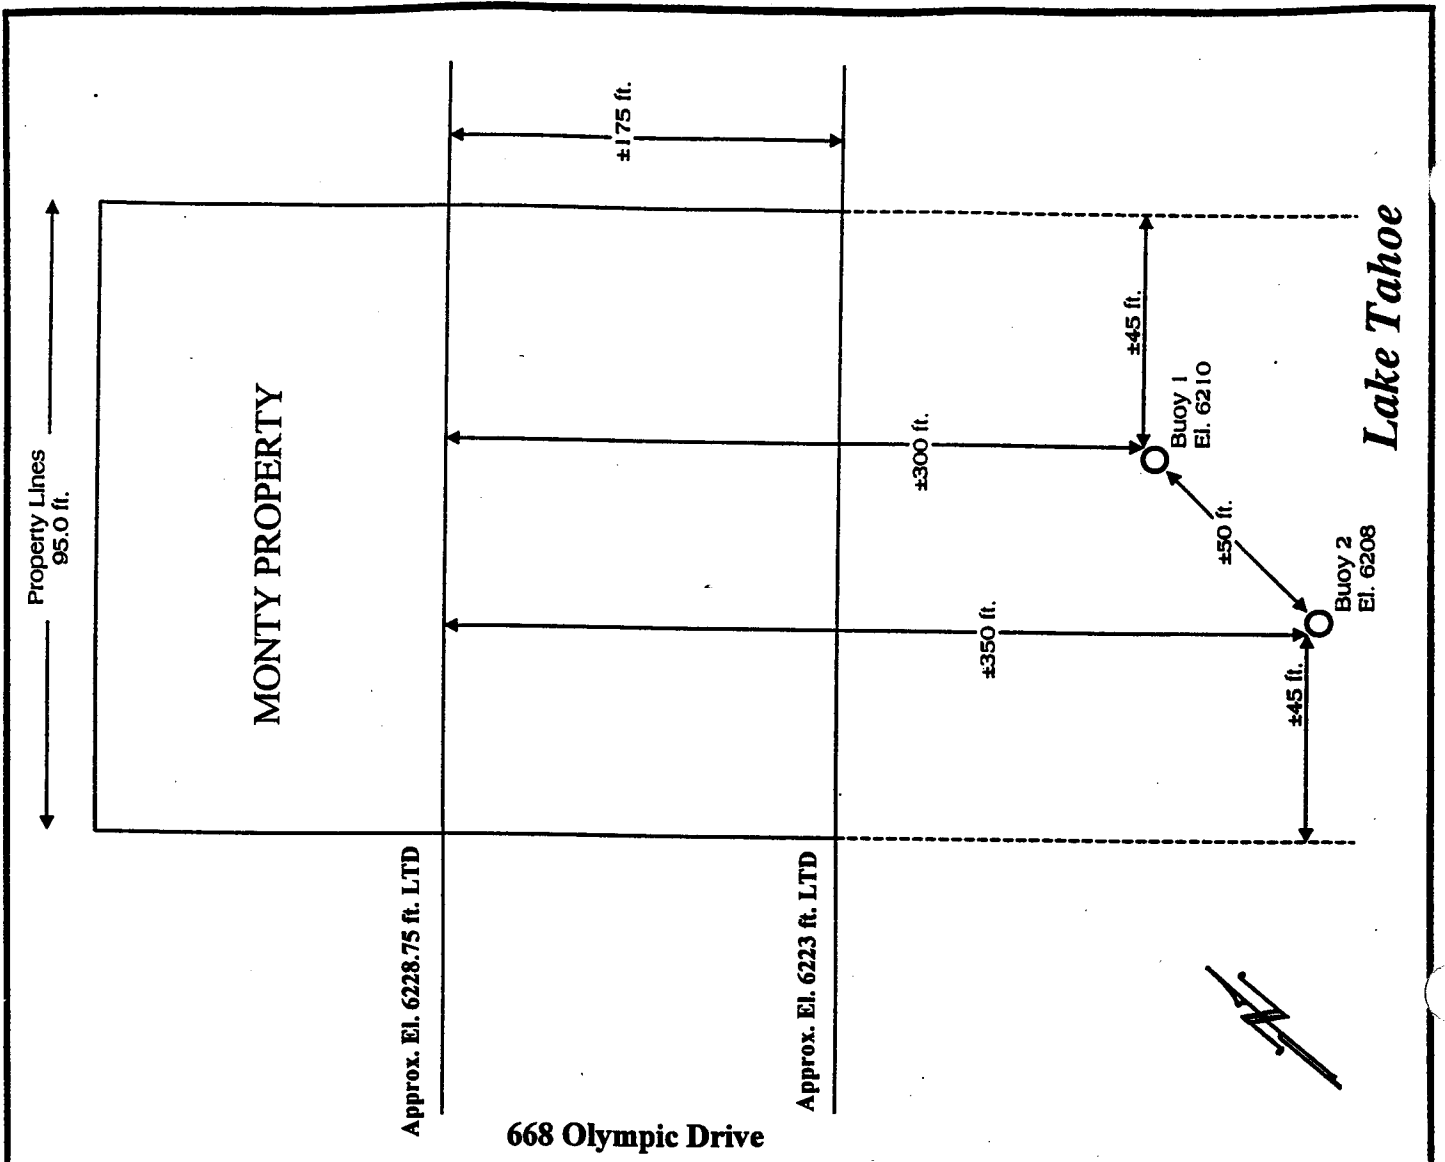 Property Lines
95.0 ft.
MONTY PROPERTY
±175 ft.
±45 ft.
±300 ft.
Buoy 1
El. 6210
±50 ft.
±350 ft.
Buoy 2
El. 6208
±45 ft.
Lake Tahoe
Approx. El. 6228.75 ft. LTD
Approx. El. 6223 ft. LTD
N
668 Olympic Drive